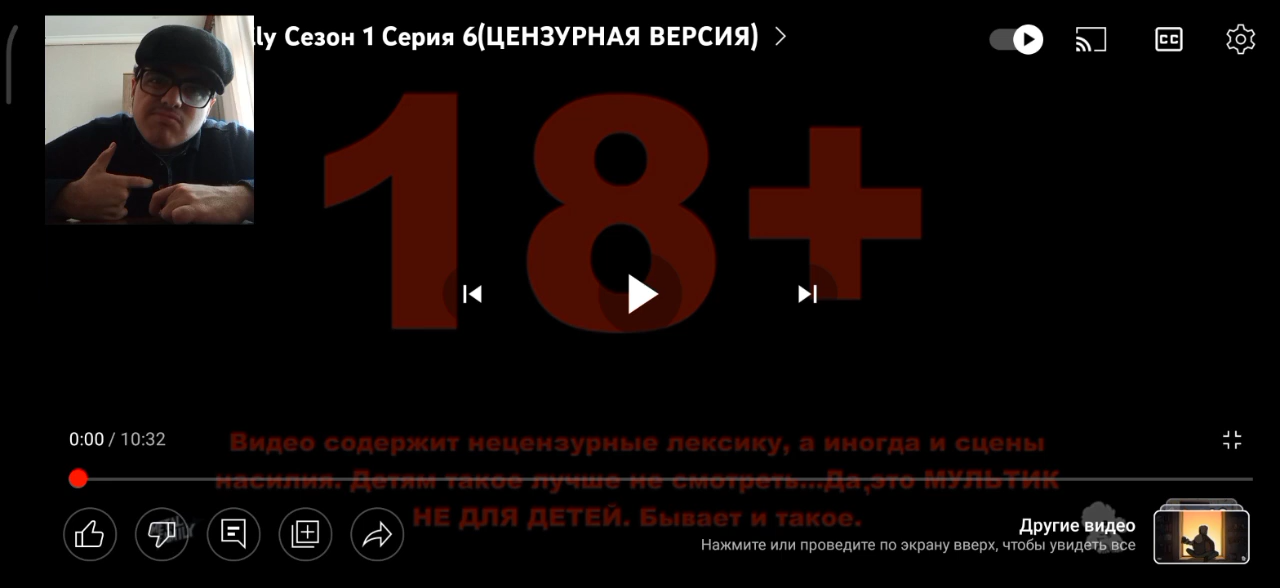 lly Сезон 1 Серия 6(ЦЕНЗУРНАЯ ВЕРСИЯ)
CC
18+
0:00 / 10:32
Видео содержит нецензурные лексику, а иногда и сцены
насилия. Детям такое лучше не смотреть...Да,это МУЛЬТИК
НЕ ДЛЯ ДЕТЕЙ. Бывает и такое.
Другие видео
Нажмите или проведите по экрану вверх, чтобы увидеть все